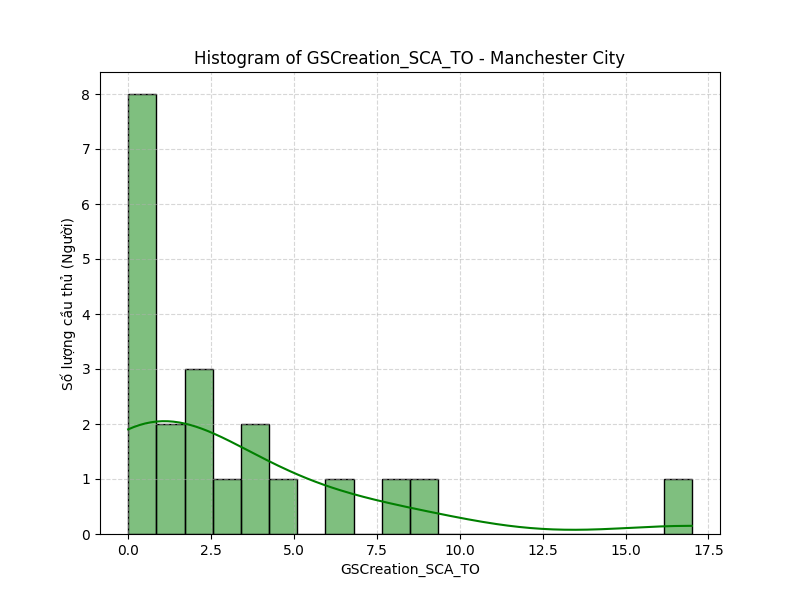 Histogram of GSCreation_SCA_TO - Manchester City
Số lượng cầu thủ (Người)
8
7
6
5
4
3
2
1
0
0.0 2.5 5.0 7.5 10.0 12.5 15.0 17.5
GSCreation_SCA_TO